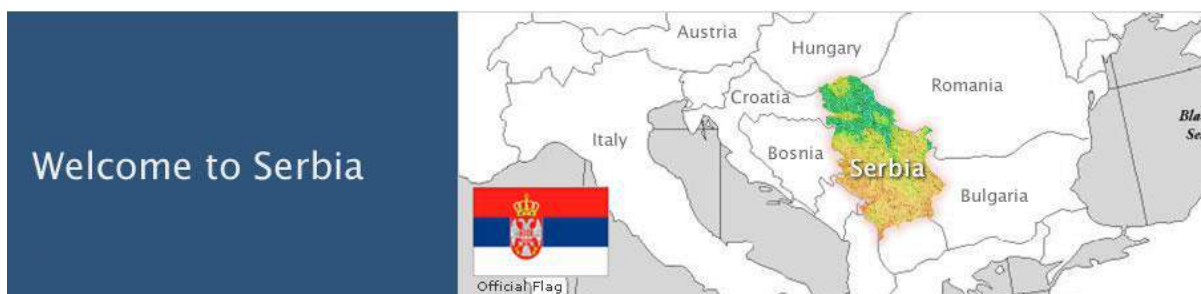 Welcome to Serbia
Austria
Hungary
Romania
Croatia
Italy
Bosnia
Serbia
Bulgaria
Official Flag